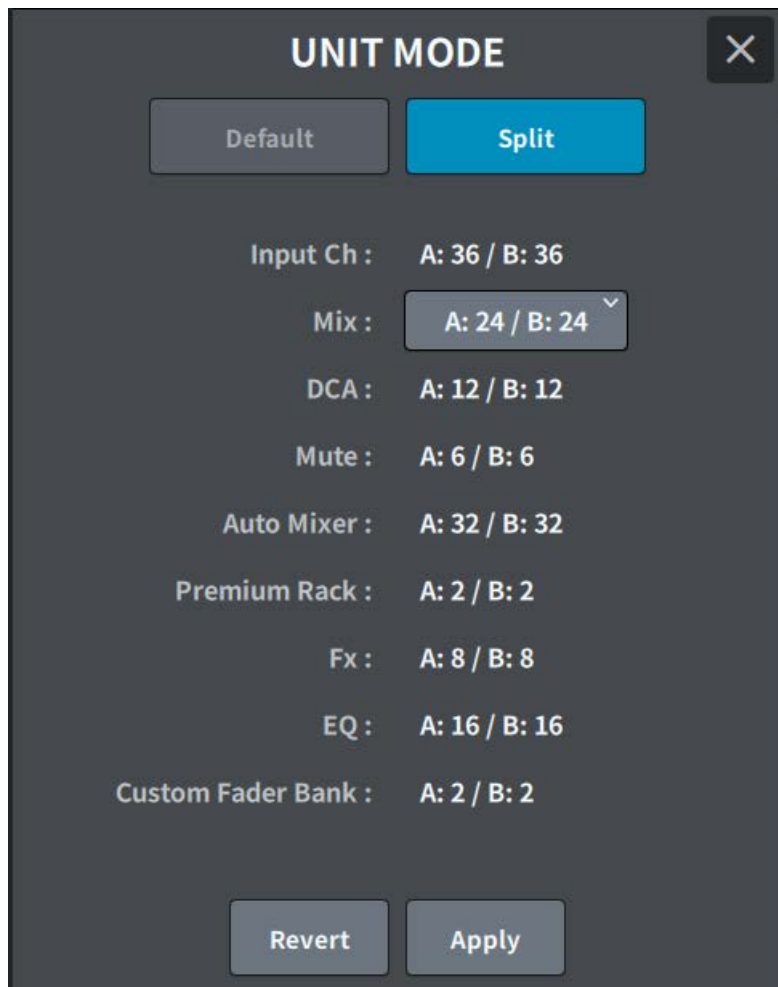 UNIT MODE
Default Split
Input Ch : A: 36 / B: 36
Mix : A: 24 / B: 24
DCA : A: 12 / B: 12
Mute : A: 6 / B: 6
Auto Mixer : A: 32 / B: 32
Premium Rack : A: 2 / B: 2
Fx : A: 8 / B: 8
EQ : A: 16 / B: 16
Custom Fader Bank : A: 2 / B: 2
Revert Apply